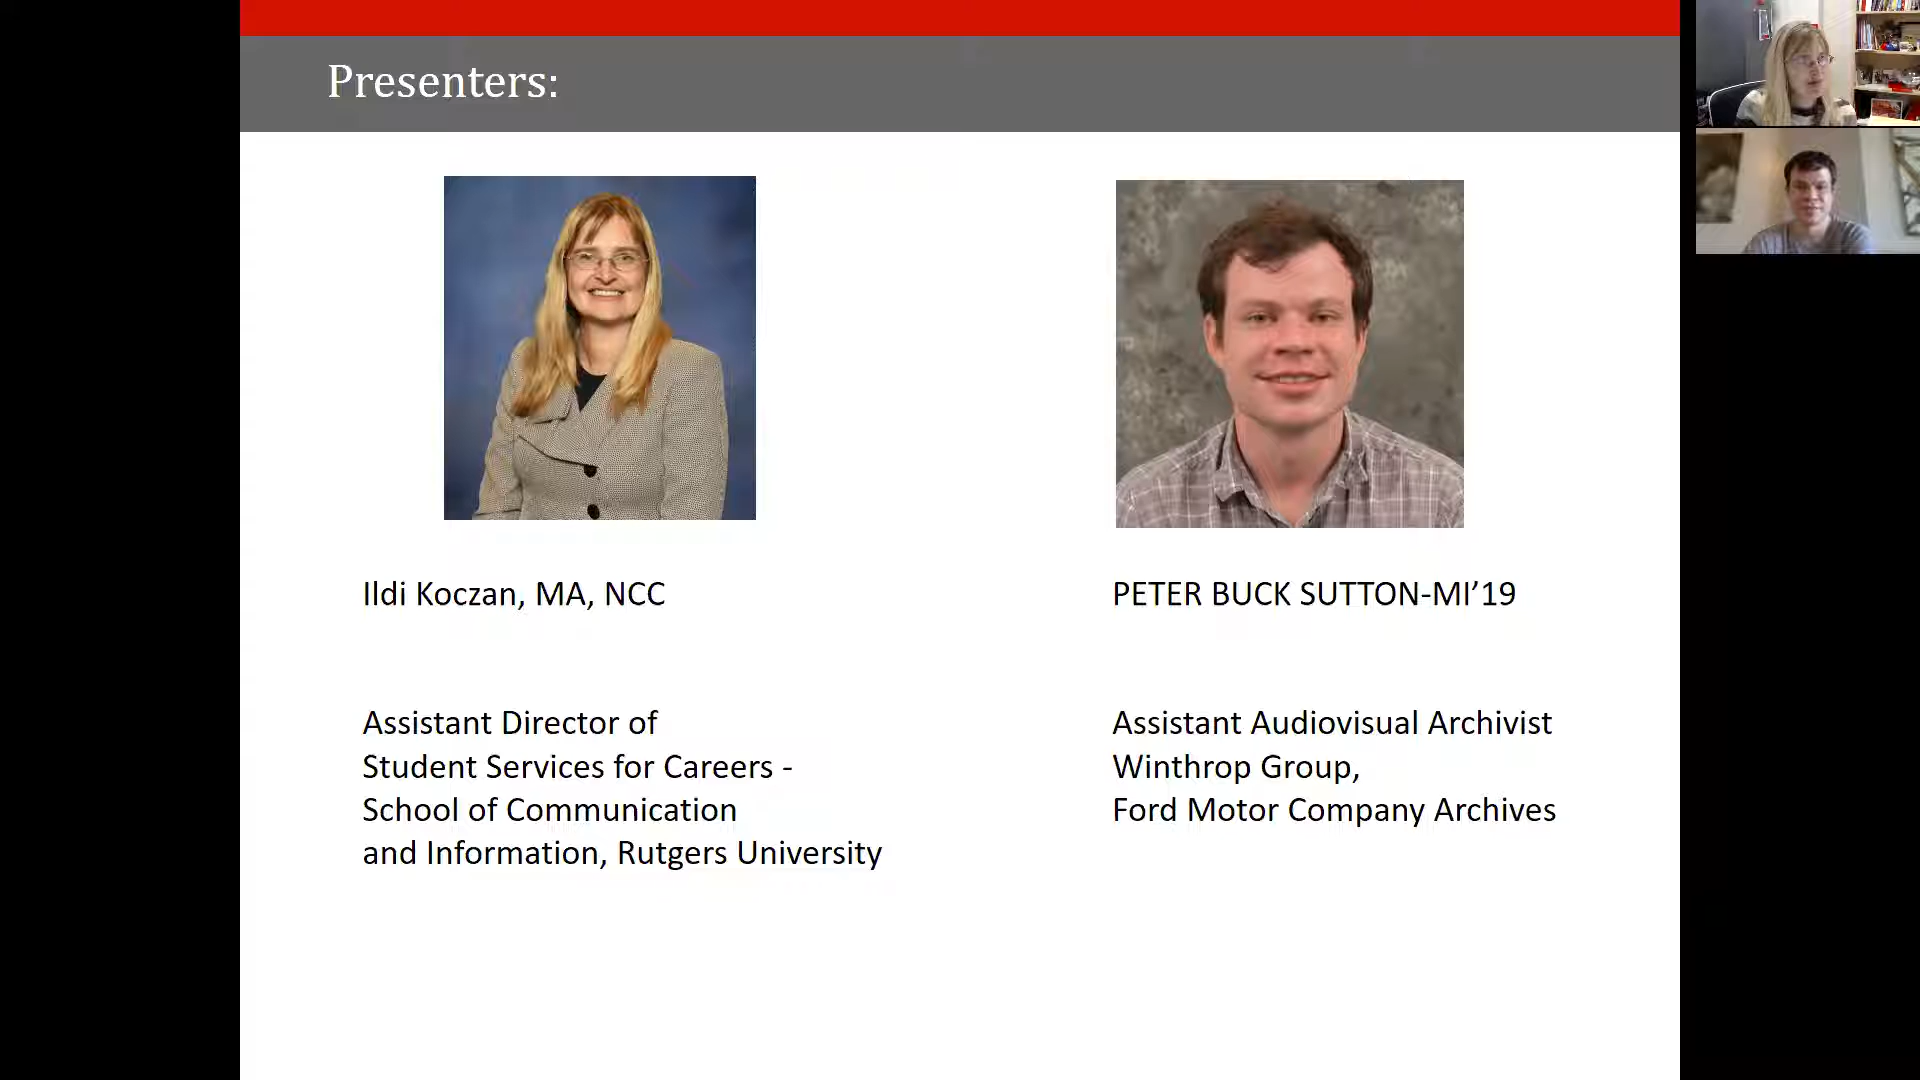 Presenters:
Ildi Koczan, MA, NCC
Assistant Director of
Student Services for Careers -
School of Communication
and Information, Rutgers University
PETER BUCK SUTTON-MI’19
Assistant Audiovisual Archivist
Winthrop Group,
Ford Motor Company Archives